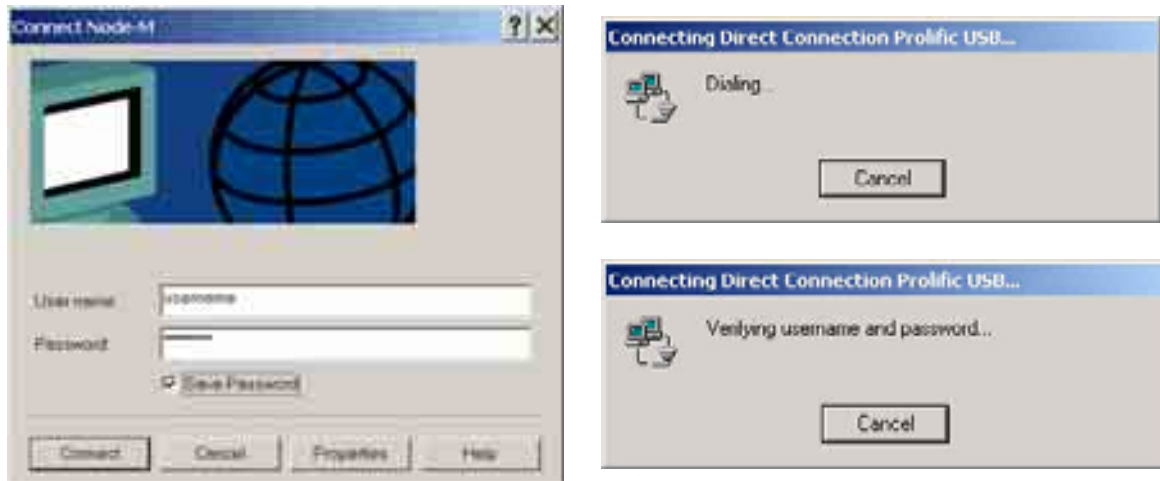 Connect Node-M
User name
username
Password
Save Password
Connect
Cancel
Properties
Help
Connecting Direct Connection Prolific USB...
Dialing...
Cancel
Connecting Direct Connection Prolific USB...
Verifying username and password...
Cancel